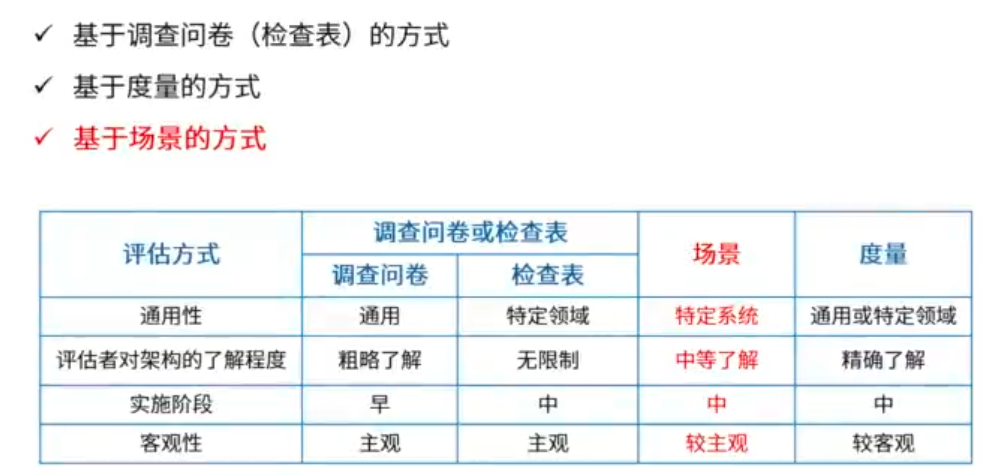 ✓ 基于调查问卷（检查表）的方式
✓ 基于度量的方式
✓ 基于场景的方式
评估方式 调查问卷或检查表 场景 度量
调查问卷 检查表
通用性 通用 特定领域 特定系统 通用或特定领域
评估者对架构的了解程度 粗略了解 无限制 中等了解 精确了解
实施阶段 早 中 中 中
客观性 主观 主观 较主观 较客观